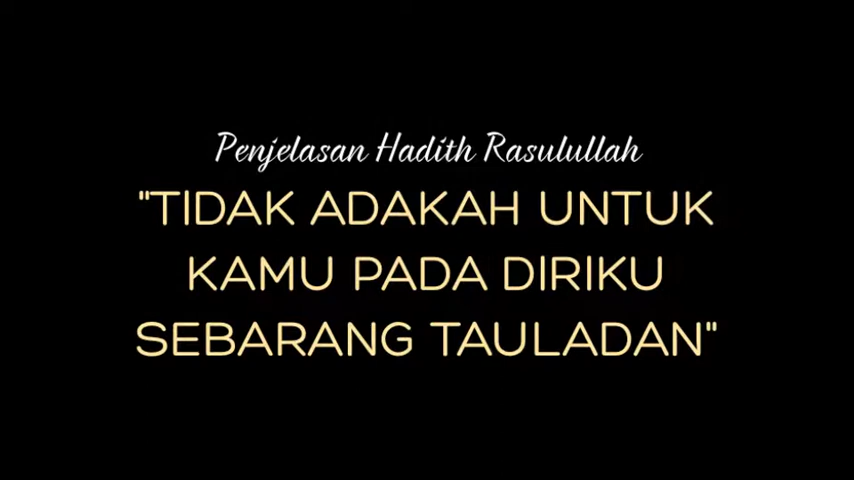 Penjelasan Hadith Rasulullah
"TIDAK ADAKAH UNTUK
KAMU PADA DIRIKU
SEBARANG TAULADAN"